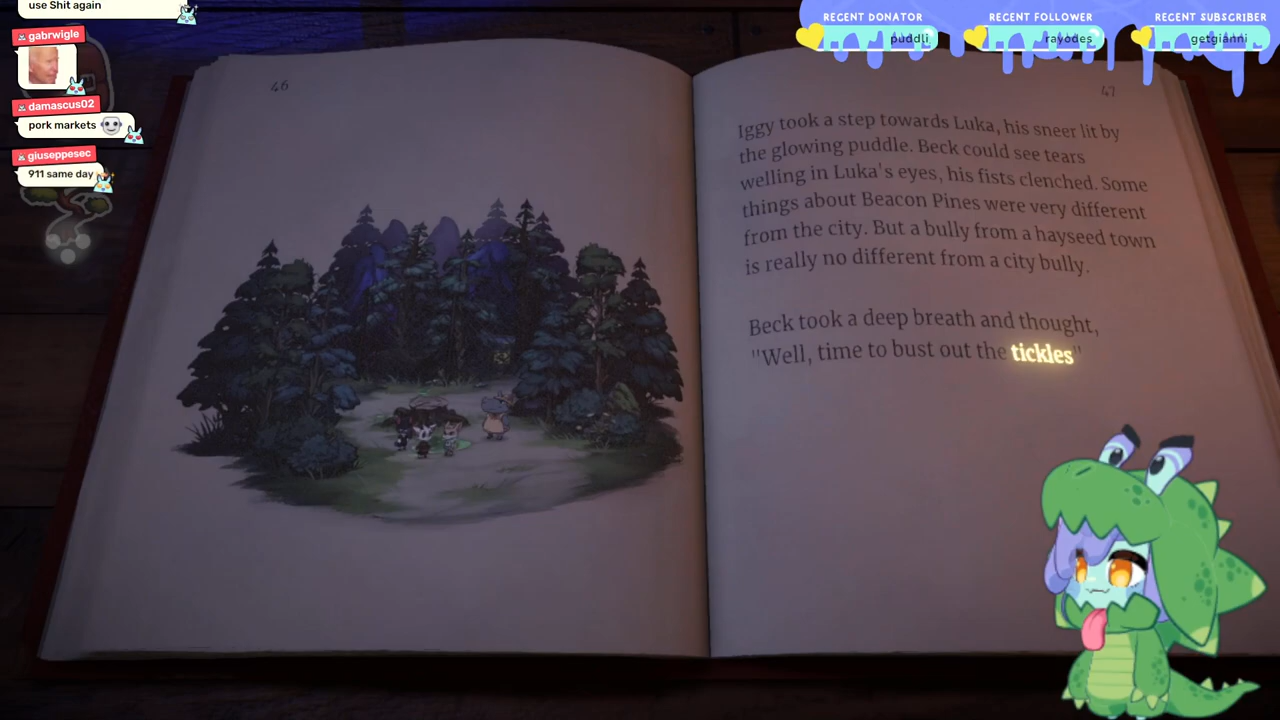 use Shit again
gabrwigle
damascus02
pork markets
giuseppesec
911 same day
RECENT DONATOR
puddli
RECENT FOLLOWER
rayodes
RECENT SUBSCRIBER
getgianni
46
47
Iggy took a step towards Luka, his sneer lit by
the glowing puddle. Beck could see tears
welling in Luka's eyes, his fists clenched. Some
things about Beacon Pines were very different
from the city. But a bully from a hayseed town
is really no different from a city bully.
Beck took a deep breath and thought,
"Well, time to bust out the tickles"